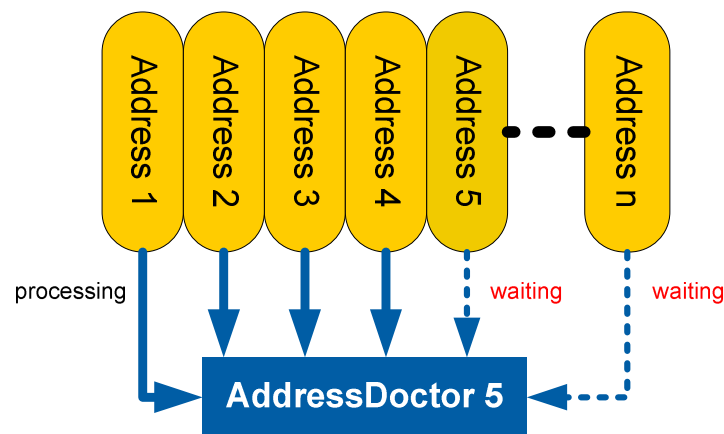 Address 1
Address 2
Address 3
Address 4
Address 5
Address n
processing
waiting
waiting
AddressDoctor 5